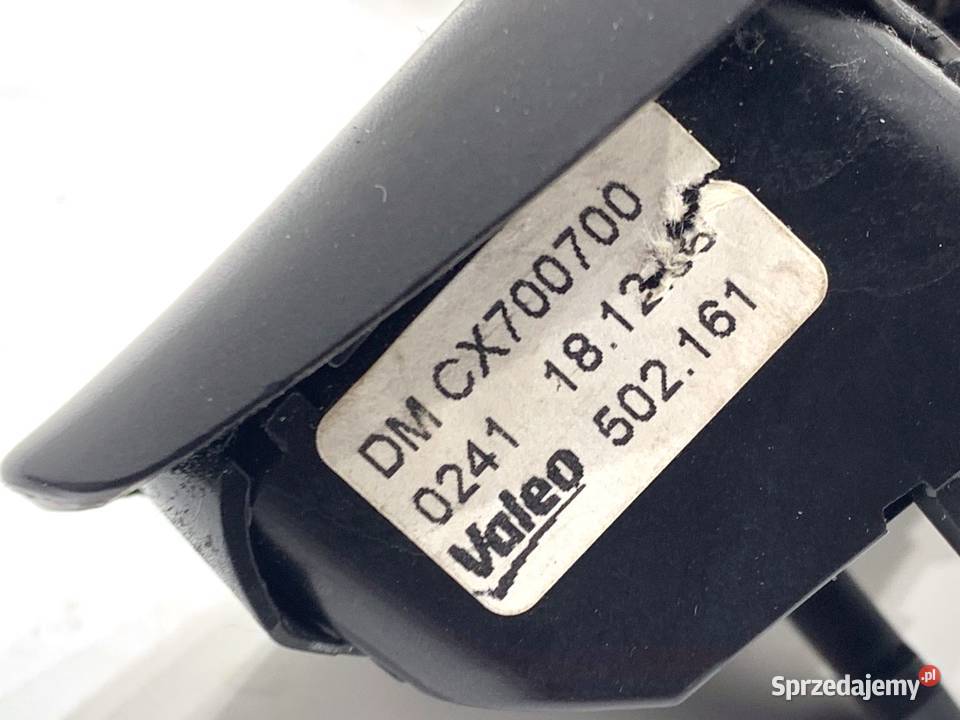 DM CX700700
0241 18.12
Valeo 502.161
Sprzedajemy.pl